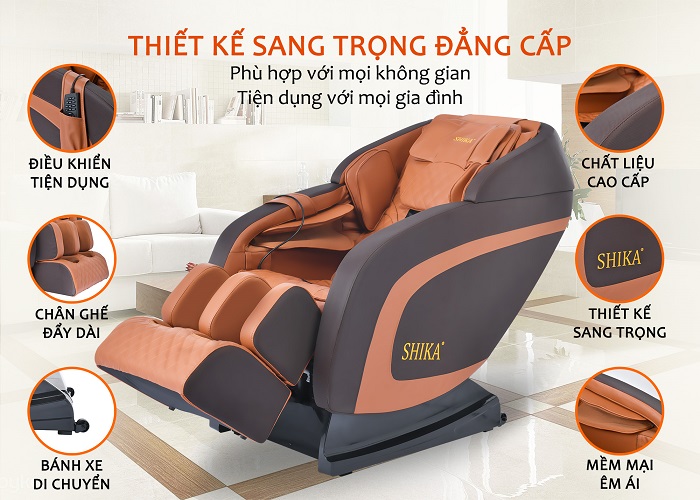 THIẾT KẾ SANG TRỌNG ĐẲNG CẤP
Phù hợp với mọi không gian
Tiện dụng với mọi gia đình
ĐIỀU KHIỂN
TIỆN DỤNG
CHÂN GHẾ
ĐẨY DÀI
BÁNH XE
DI CHUYỂN
SHIKA®
SHIKA®
CHẤT LIỆU
CAO CẤP
SHIKA®
THIẾT KẾ
SANG TRỌNG
MỀM MẠI
ÊM ÁI